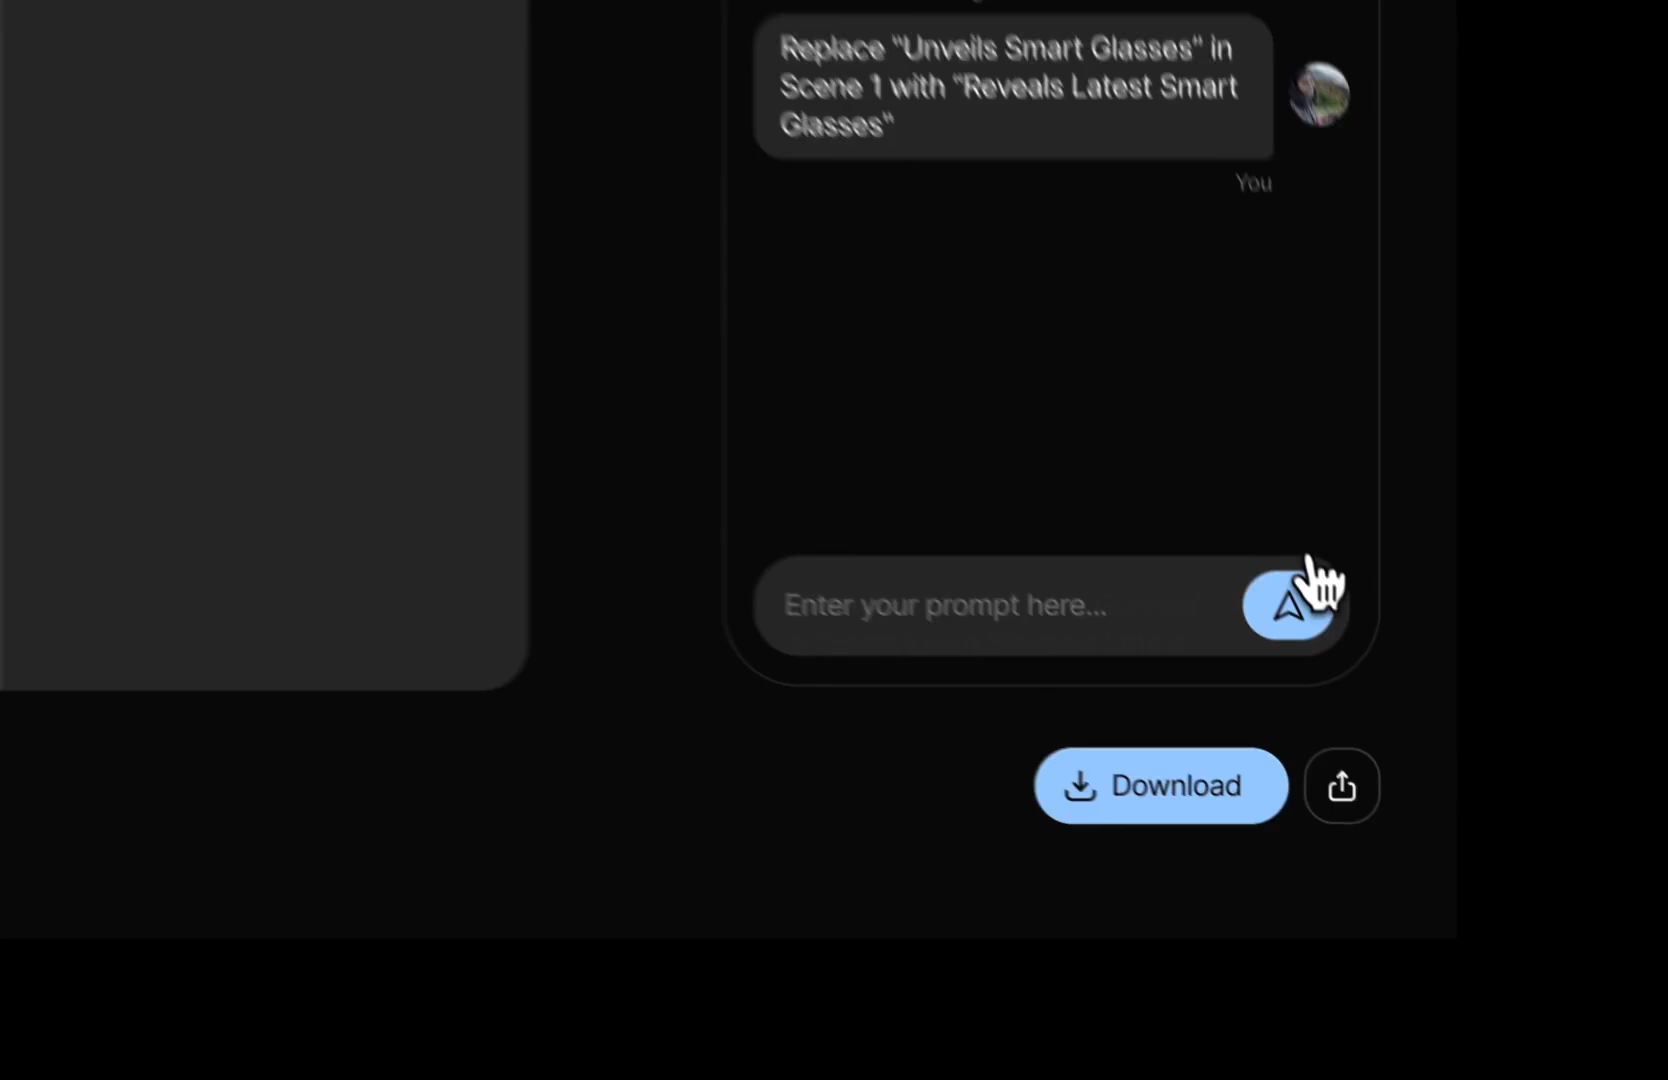 Replace "Unveils Smart Glasses" in
Scene 1 with "Reveals Latest Smart
Glasses"
You
Enter your prompt here...
Download